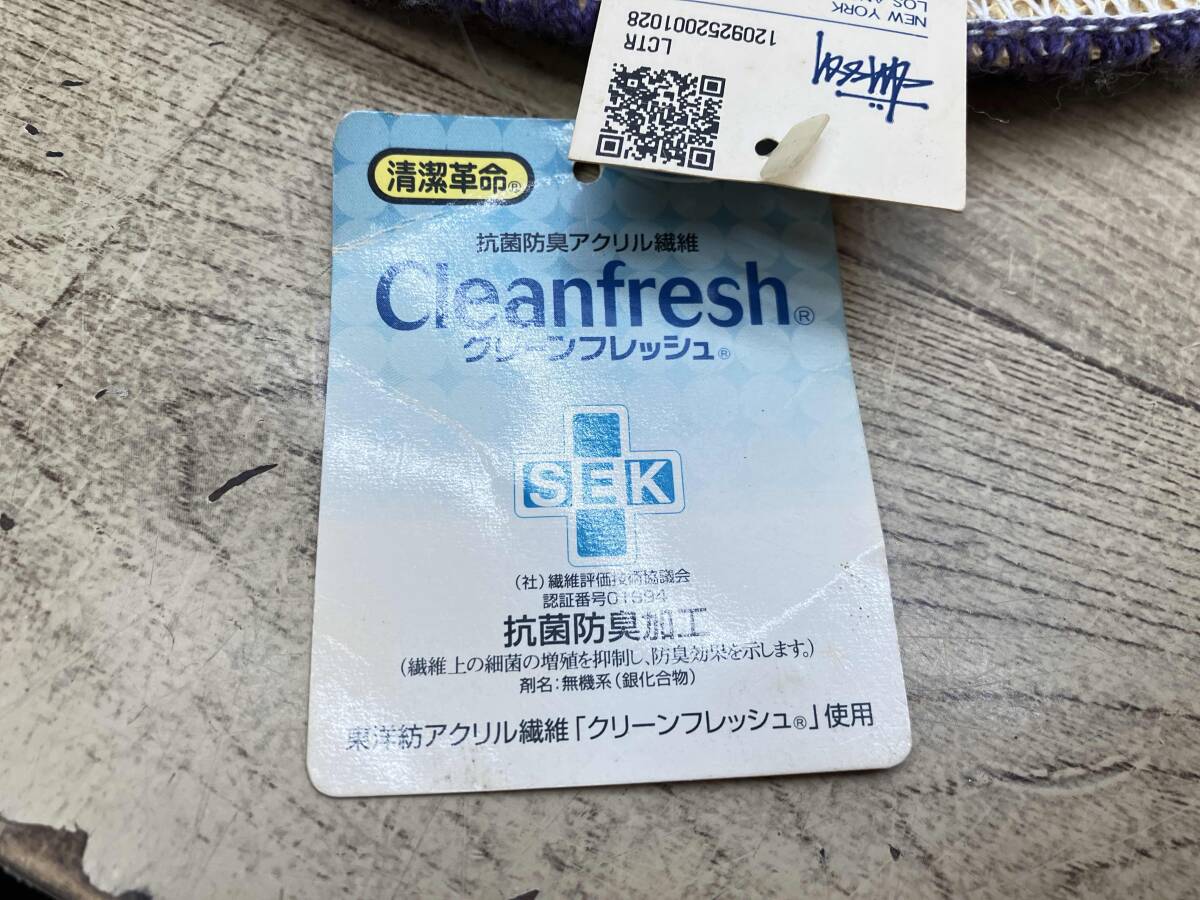 NEW YORK
1209252001028
LCTR
清潔革命®
抗菌防臭アクリル繊維
Cleanfresh®
クリーンフレッシュ®
SEK
(社)繊維評価技術協議会
認証番号01S94
抗菌防臭加工
(繊維上の細菌の増殖を抑制し、防臭効果を示します。)
剤名:無機系(銀化合物)
東洋紡アクリル繊維「クリーンフレッシュ®」使用